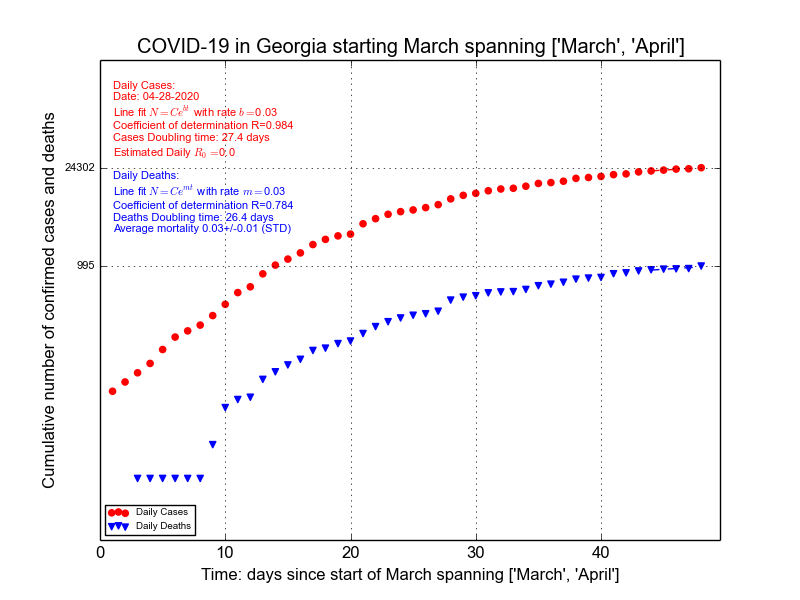 COVID-19 in Georgia starting March spanning ['March', 'April']
Daily Cases:
Date: 04-28-2020
Line fit N = Ce^{bt} with rate b =0.03
Coefficient of determination R=0.984
Cases Doubling time: 27.4 days
Estimated Daily R_0 =0.0
Daily Deaths:
Line fit N = Ce^{mt} with rate m =0.03
Coefficient of determination R=0.784
Deaths Doubling time: 26.4 days
Average mortality 0.03+/-0.01 (STD)
24302
995
Cumulative number of confirmed cases and deaths
Daily Cases
Daily Deaths
0 10 20 30 40
Time: days since start of March spanning ['March', 'April']